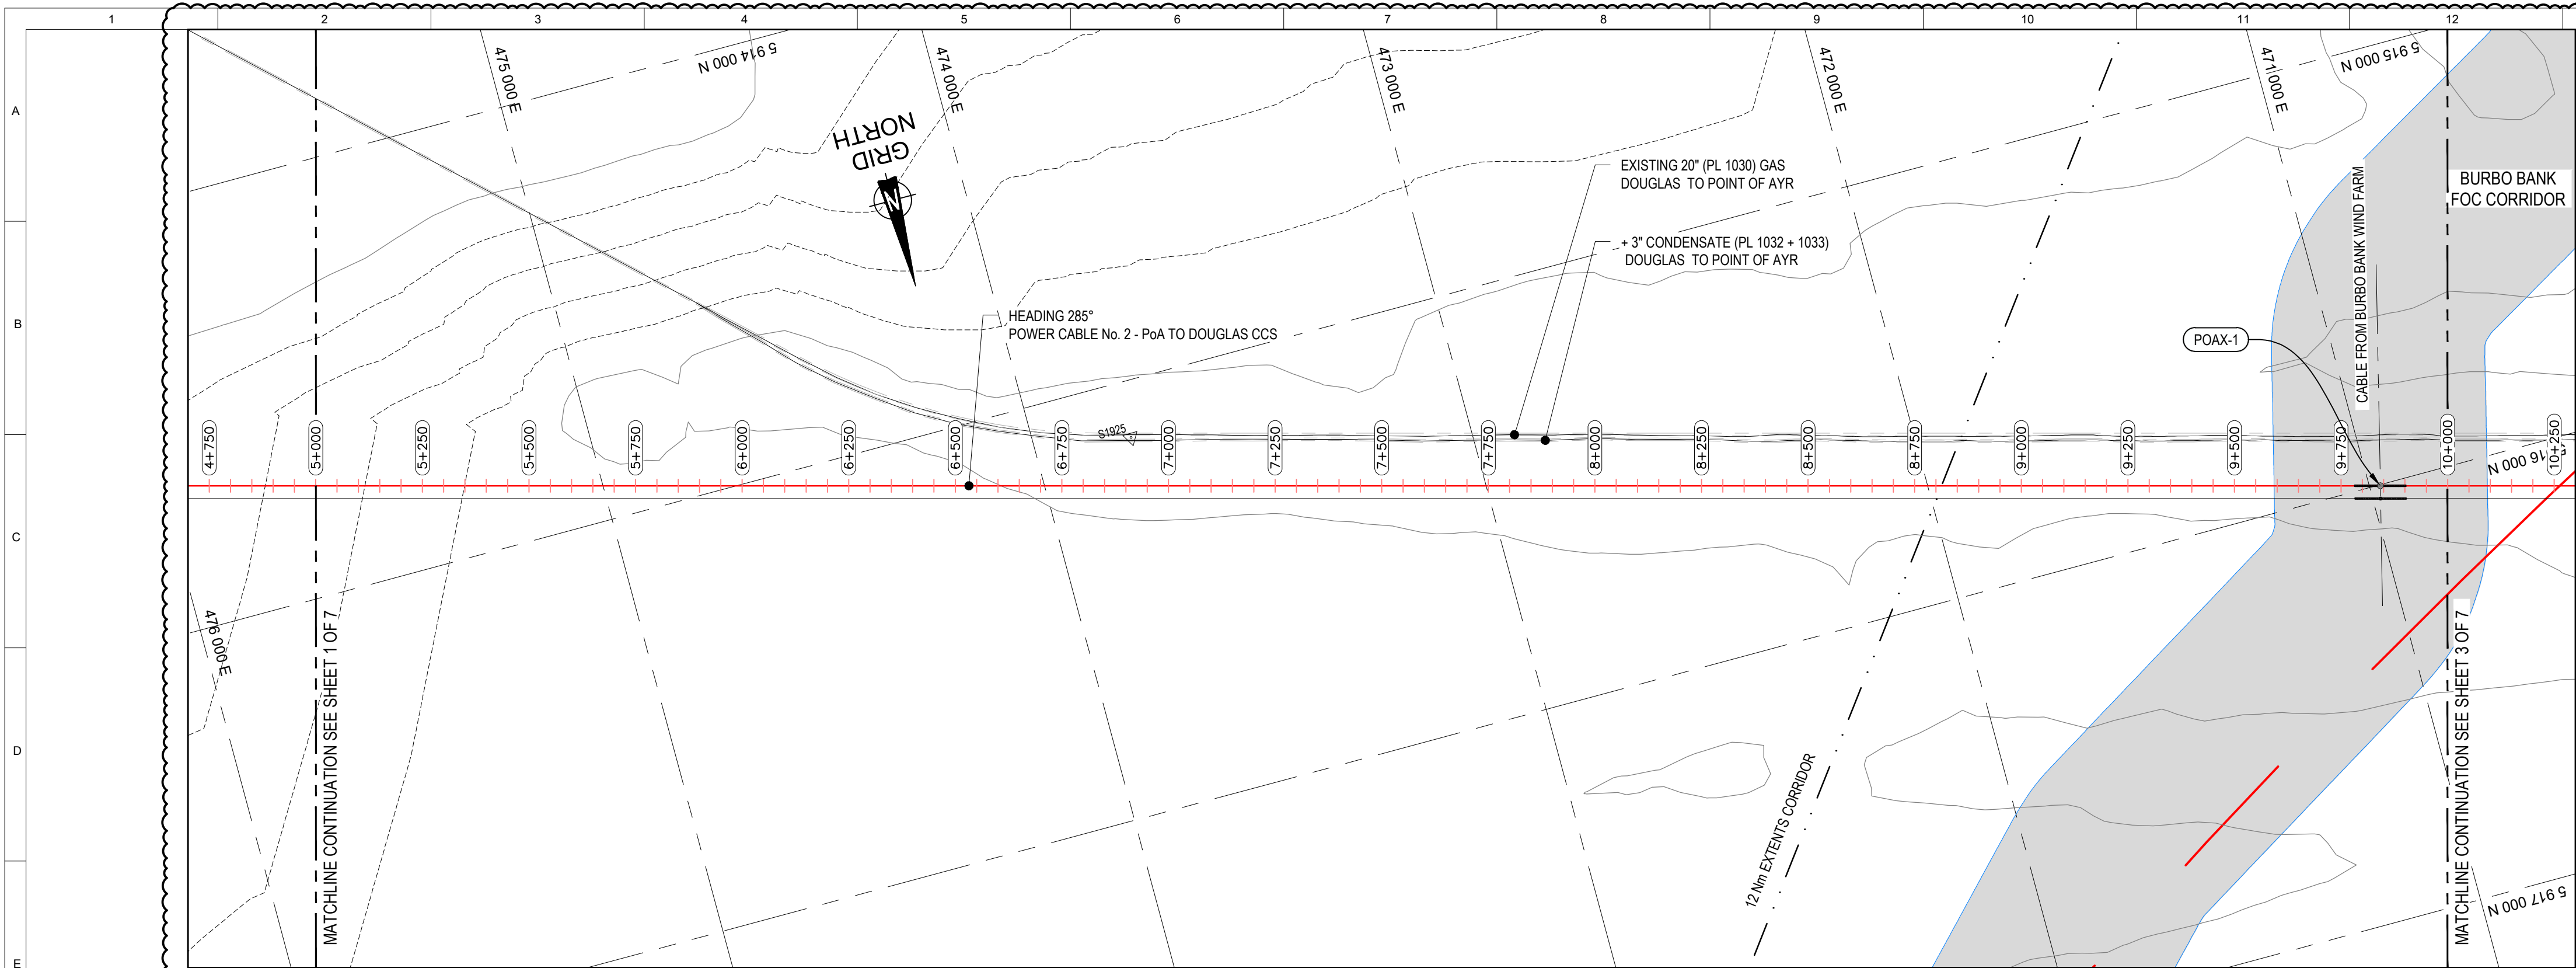 1 2 3 4 5 6 7 8 9 10 11 12
A
B
C
D
E
475 000 E
5 914 000 N
474 000 E
473 000 E
472 000 E
471 000 E
5 915 000 N
GRID
NORTH
N
EXISTING 20" (PL 1030) GAS
DOUGLAS TO POINT OF AYR
+ 3" CONDENSATE (PL 1032 + 1033)
DOUGLAS TO POINT OF AYR
CABLE FROM BURBO BANK WIND FARM
BURBO BANK
FOC CORRIDOR
HEADING 285°
POWER CABLE No. 2 - PoA TO DOUGLAS CCS
POAX-1
S1925
4+750 5+000 5+250 5+500 5+750 6+000 6+250 6+500 6+750 7+000 7+250 7+500 7+750 8+000 8+250 8+500 8+750 9+000 9+250 9+500 9+750 10+000 10+250
5 916 000 N
476 000 E
MATCHLINE CONTINUATION SEE SHEET 1 OF 7
12 Nm EXTENTS CORRIDOR
MATCHLINE CONTINUATION SEE SHEET 3 OF 7
5 917 000 N